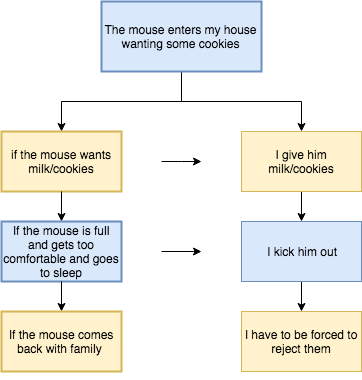 The mouse enters my house
wanting some cookies
if the mouse wants
milk/cookies
I give him
milk/cookies
If the mouse is full
and gets too
comfortable and goes
to sleep
I kick him out
If the mouse comes
back with family
I have to be forced to
reject them